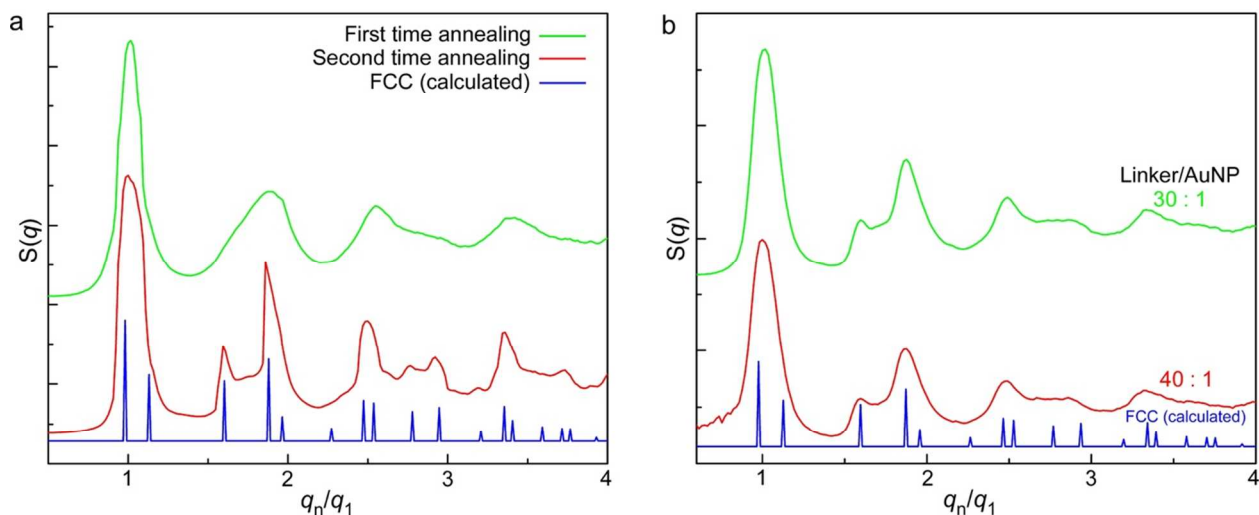 a
First time annealing
Second time annealing
FCC (calculated)
S(q)
1 2 3 4
qn/q1
b
Linker/AuNP
30 : 1
40 : 1
FCC (calculated)
S(q)
1 2 3 4
qn/q1